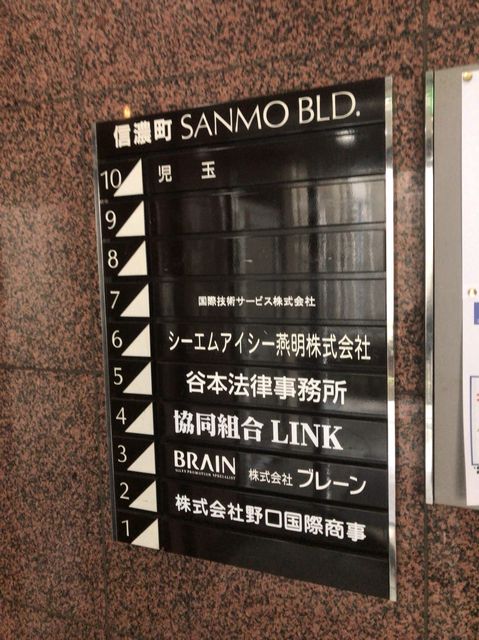 信濃町 SANMO BLD.
10 児 玉
9
8
7 国際技術サービス株式会社
6 シーエムアイシー燕明株式会社
5 谷本法律事務所
4 協同組合 LINK
3 BRAIN 株式会社 ブレーン
2 株式会社野口国際商事
1